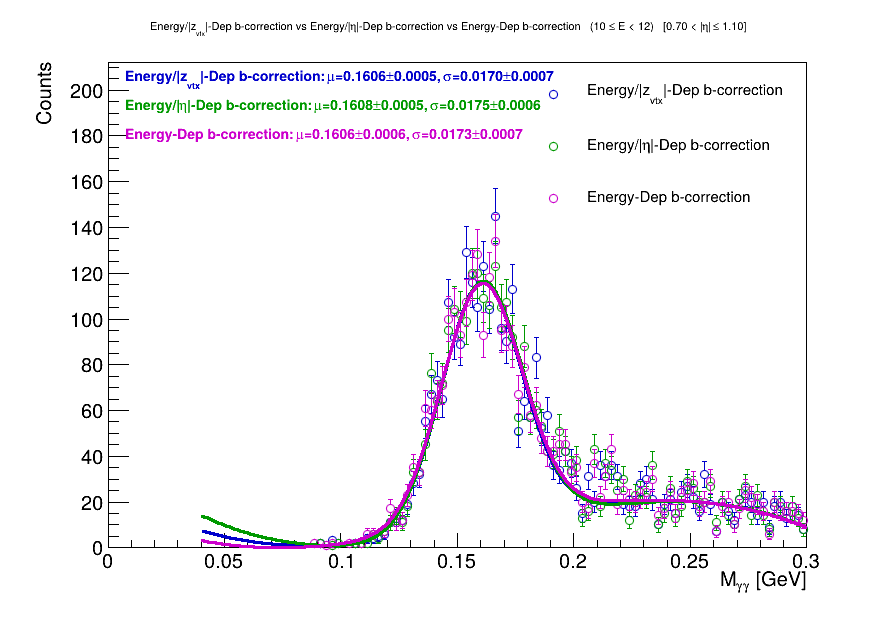 Energy/|z_vtx|-Dep b-correction vs Energy/|η|-Dep b-correction vs Energy-Dep b-correction (10 ≤ E < 12) [0.70 < |η| ≤ 1.10]
Counts
Energy/|z_vtx|-Dep b-correction: μ=0.1606±0.0005, σ=0.0170±0.0007
Energy/|η|-Dep b-correction: μ=0.1608±0.0005, σ=0.0175±0.0006
Energy-Dep b-correction: μ=0.1606±0.0006, σ=0.0173±0.0007
Energy/|z_vtx|-Dep b-correction
Energy/|η|-Dep b-correction
Energy-Dep b-correction
200
180
160
140
120
100
80
60
40
20
0
0 0.05 0.1 0.15 0.2 0.25 0.3
M_γγ [GeV]